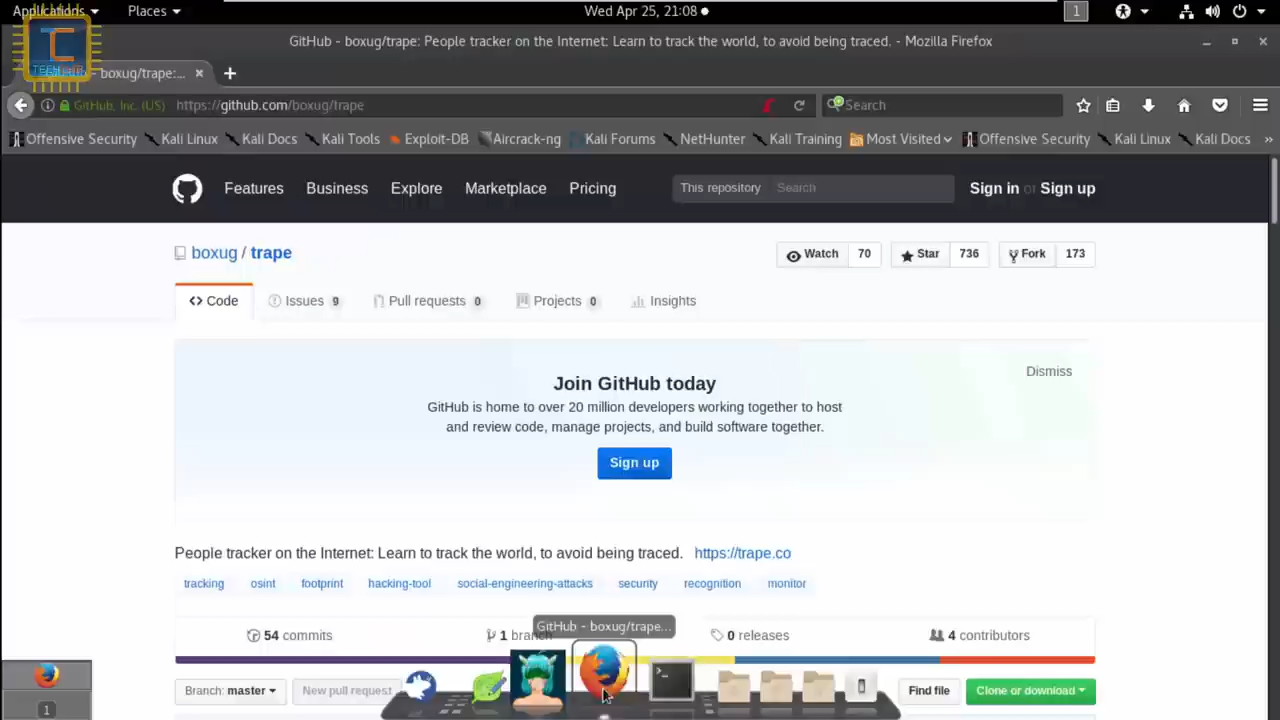 Applications Places Wed Apr 25, 21:08 1
GitHub - boxug/trape: People tracker on the Internet: Learn to track the world, to avoid being traced. - Mozilla Firefox
boxug/trape:...
GitHub, Inc. (US) https://github.com/boxug/trape Search
Offensive Security Kali Linux Kali Docs Kali Tools Exploit-DB Aircrack-ng Kali Forums NetHunter Kali Training Most Visited Offensive Security Kali Linux Kali Docs »
Features Business Explore Marketplace Pricing This repository Search Sign in or Sign up
boxug / trape Watch 70 Star 736 Fork 173
Code Issues 9 Pull requests 0 Projects 0 Insights
Join GitHub today Dismiss
GitHub is home to over 20 million developers working together to host
and review code, manage projects, and build software together.
Sign up
People tracker on the Internet: Learn to track the world, to avoid being traced. https://trape.co
tracking osint footprint hacking-tool social-engineering-attacks security recognition monitor
GitHub - boxug/trape...
54 commits 1 branch 0 releases 4 contributors
Branch: master New pull request Find file Clone or download
1